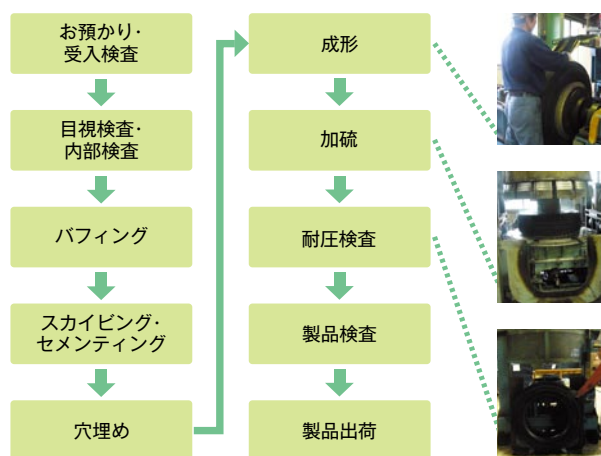 お預かり・
受入検査
目視検査・
内部検査
バフィング
スカイビング・
セメンティング
穴埋め
成形
加硫
耐圧検査
製品検査
製品出荷